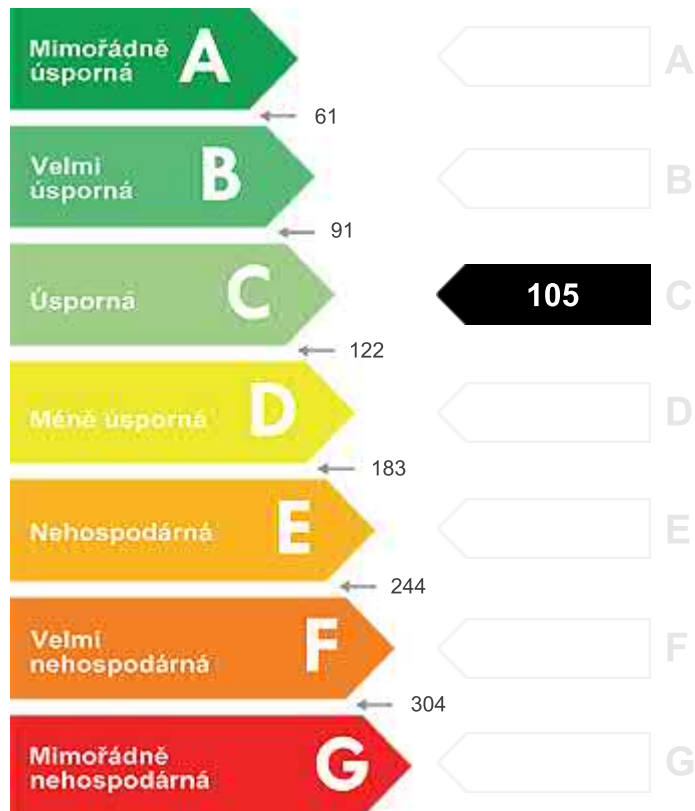 Mimořádně
úsporná
A
A
61
Velmi
úsporná
B
B
91
Úsporná
C
105
C
122
Méně úsporná
D
D
183
Nehospodárná
E
E
244
Velmi
nehospodárná
F
F
304
Mimořádně
nehospodárná
G
G